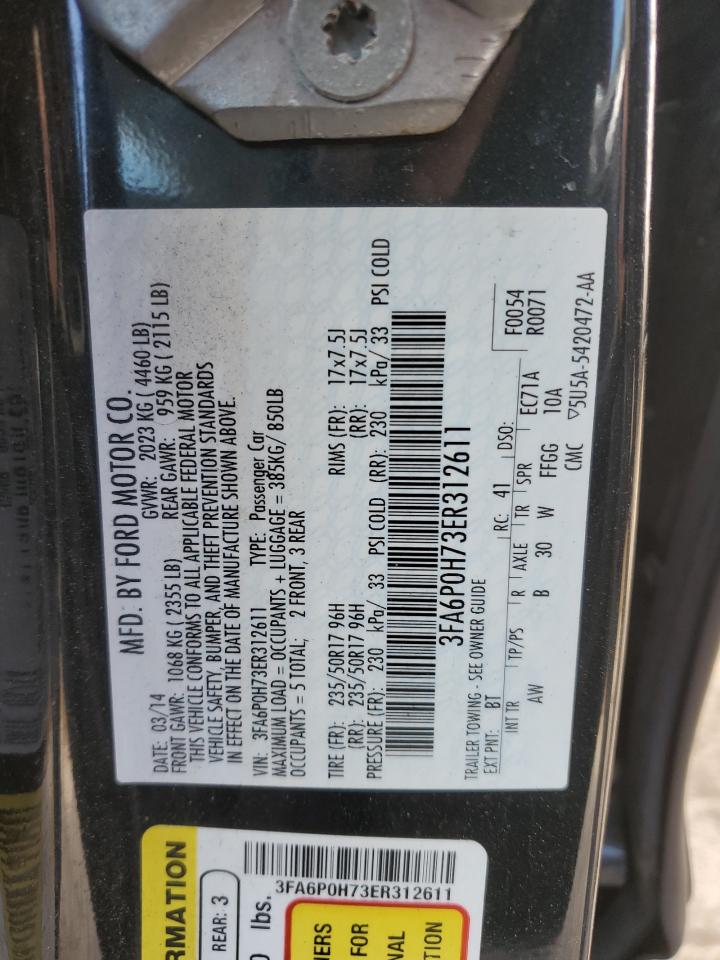 MFD. BY FORD MOTOR CO.
DATE: 03/14 GVWR: 2023 KG ( 4460 LB)
FRONT GAWR: 1068 KG ( 2355 LB) REAR GAWR: 959 KG ( 2115 LB)
THIS VEHICLE CONFORMS TO ALL APPLICABLE FEDERAL MOTOR
VEHICLE SAFETY, BUMPER, AND THEFT PREVENTION STANDARDS
IN EFFECT ON THE DATE OF MANUFACTURE SHOWN ABOVE.
VIN: 3FA6P0H73ER312611 TYPE: Passenger Car
MAXIMUM LOAD = OCCUPANTS + LUGGAGE = 385KG/ 850LB
OCCUPANTS = 5 TOTAL; 2 FRONT, 3 REAR
TIRE (FR): 235/50R17 96H RIMS (FR): 17x7.5J
(RR): 235/50R17 96H (RR): 17x7.5J
PRESSURE (FR): 230 kPa/ 33 PSI COLD (RR): 230 kPa/ 33 PSI COLD
3FA6P0H73ER312611
TRAILER TOWING - SEE OWNER GUIDE
EXT PNT: BT RC: 41 DSO: F0054
INT TR TP/PS R AXLE TR SPR EC71A R0071
AW B 30 W FFGG 10A
CMC ▽5U5A-5420472-AA
RMATION
REAR: 3
lbs.
3FA6P0H73ER312611